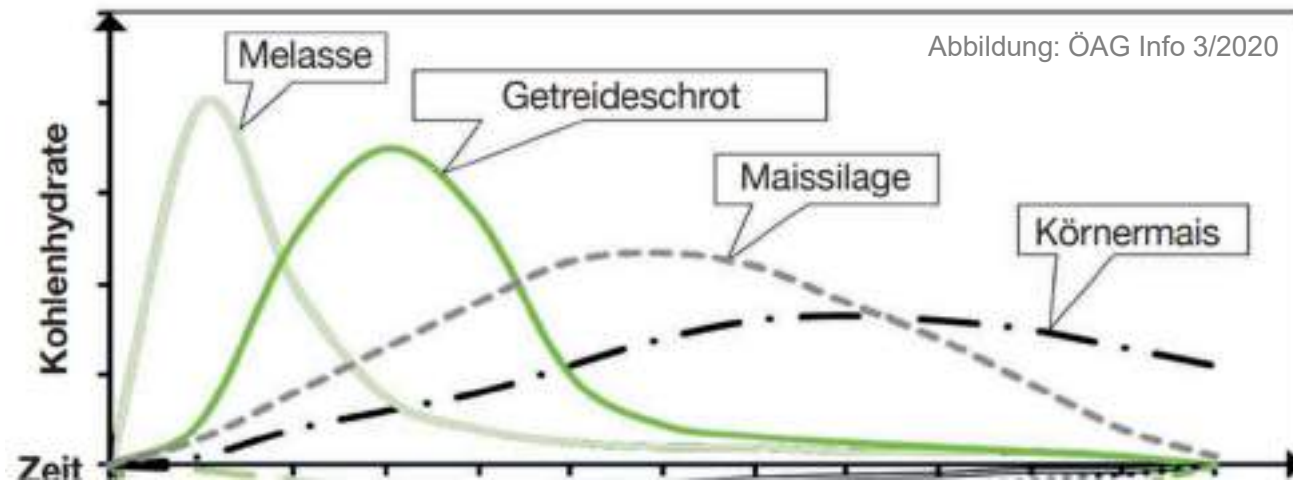 Abbildung: ÖAG Info 3/2020
Melasse
Getreideschrot
Maissilage
Körnermais
Kohlenhydrate
Zeit